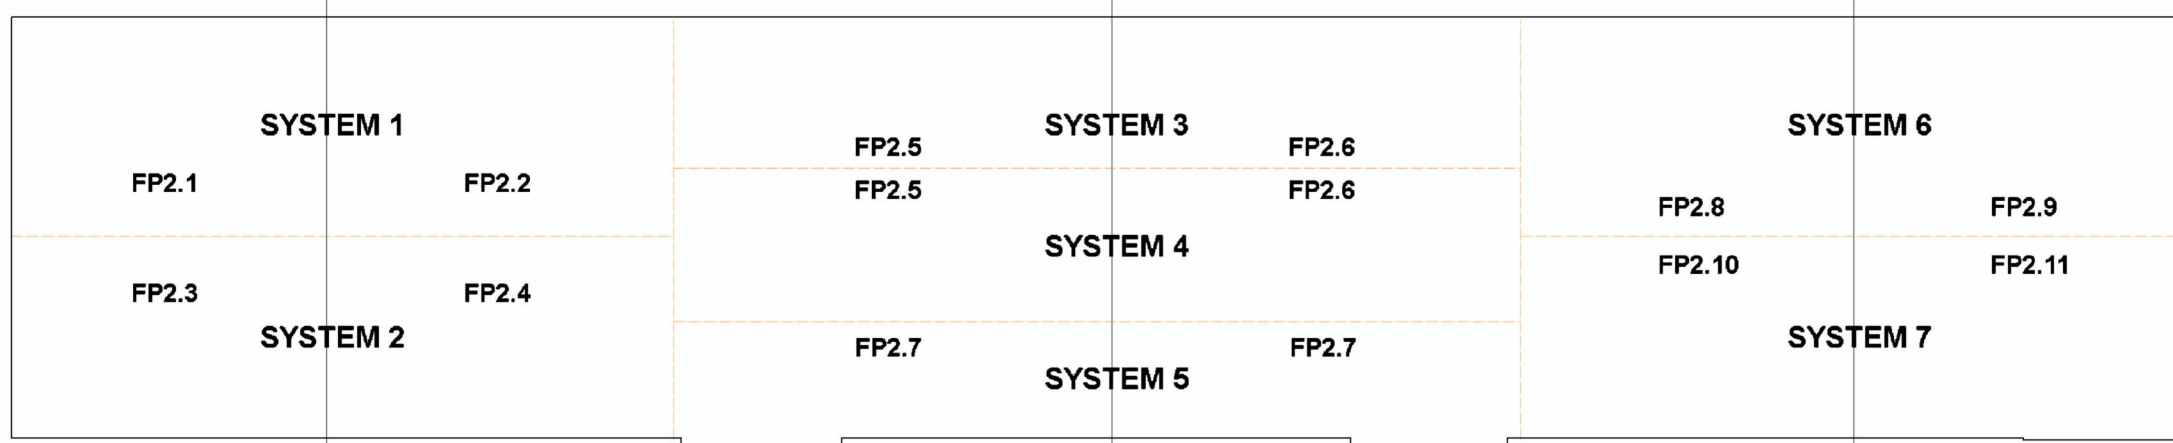 SYSTEM 1
FP2.1
FP2.2
FP2.3
FP2.4
SYSTEM 2
SYSTEM 3
FP2.5
FP2.6
FP2.5
FP2.6
SYSTEM 4
FP2.7
FP2.7
SYSTEM 5
SYSTEM 6
FP2.8
FP2.9
FP2.10
FP2.11
SYSTEM 7